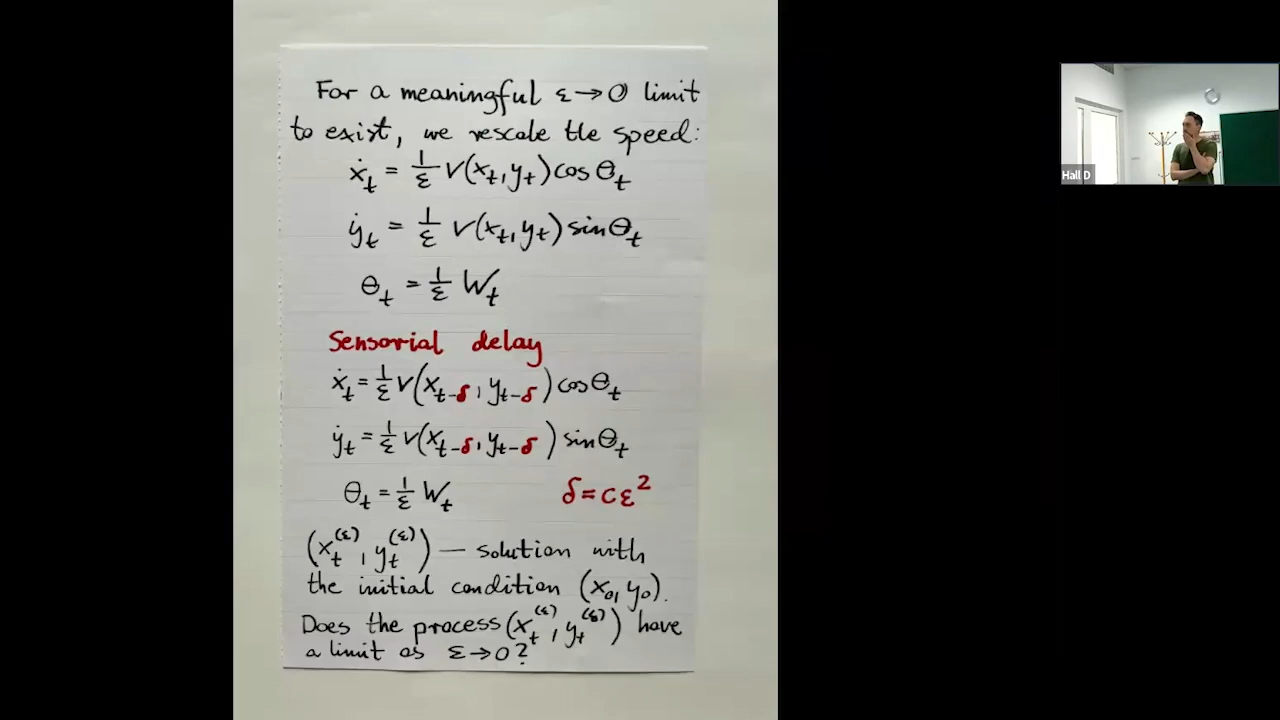 For a meaningful ε→0 limit
to exist, we rescale the speed:
ẋ_t = 1/ε v(x_t, y_t) cos θ_t
ẏ_t = 1/ε v(x_t, y_t) sin θ_t
θ_t = 1/ε W_t
Sensorial delay
ẋ_t = 1/ε v(x_{t-δ}, y_{t-δ}) cos θ_t
ẏ_t = 1/ε v(x_{t-δ}, y_{t-δ}) sin θ_t
θ_t = 1/ε W_t δ = cε²
(x_t^{(ε)}, y_t^{(ε)}) — solution with
the initial condition (x_0, y_0).
Does the process (x_t^{(ε)}, y_t^{(ε)}) have
a limit as ε→0?
Hall D